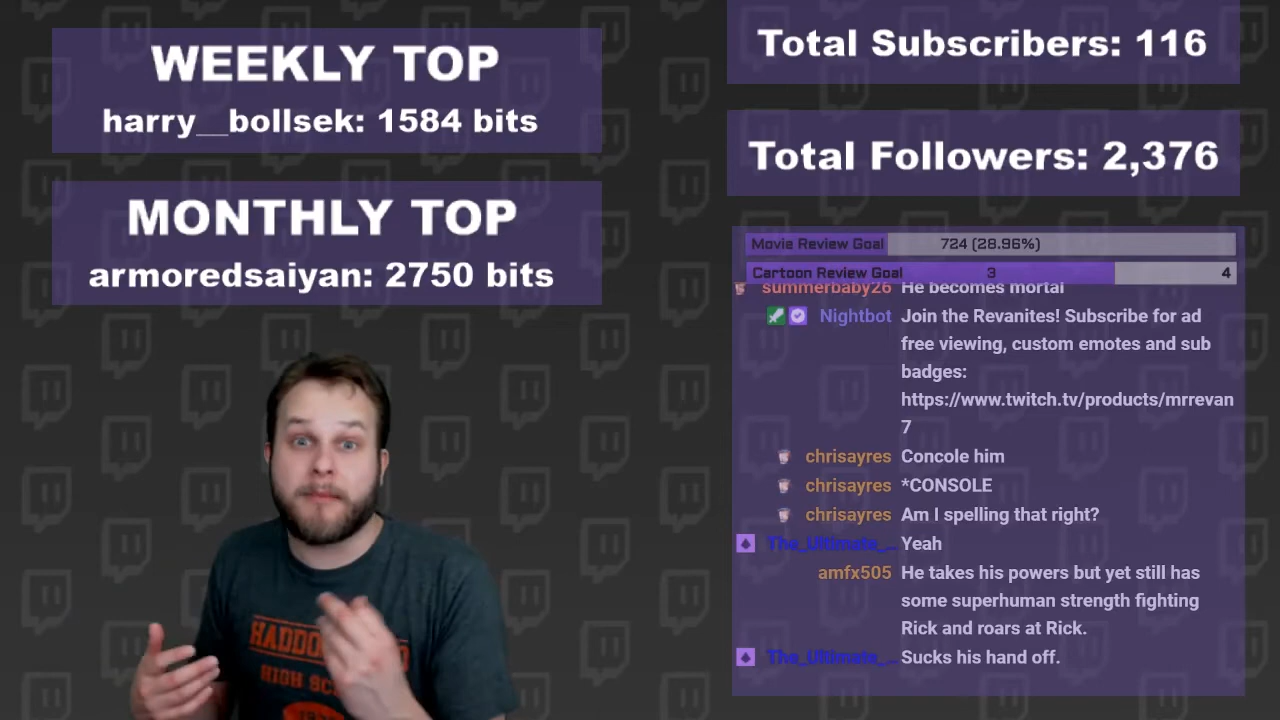 WEEKLY TOP
harry__bollsek: 1584 bits
MONTHLY TOP
armoredsaiyan: 2750 bits
Total Subscribers: 116
Total Followers: 2,376
Movie Review Goal 724 (28.96%)
Cartoon Review Goal 3 4
summerbaby26 He becomes mortal
Nightbot Join the Revanites! Subscribe for ad
free viewing, custom emotes and sub
badges:
https://www.twitch.tv/products/mrrevan
7
chrisayres Concole him
chrisayres *CONSOLE
chrisayres Am I spelling that right?
The_Ultimate_... Yeah
amfx505 He takes his powers but yet still has
some superhuman strength fighting
Rick and roars at Rick.
The_Ultimate_... Sucks his hand off.
HIGH